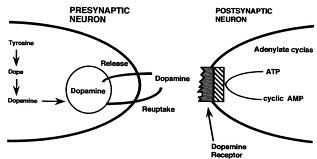 PRESYNAPTIC
NEURON
POSTSYNAPTIC
NEURON
Tyrosine
Dopa
Dopamine
Dopamine
Release
Dopamine
Reuptake
Adenylate cyclas
ATP
cyclic AMP
Dopamine
Receptor